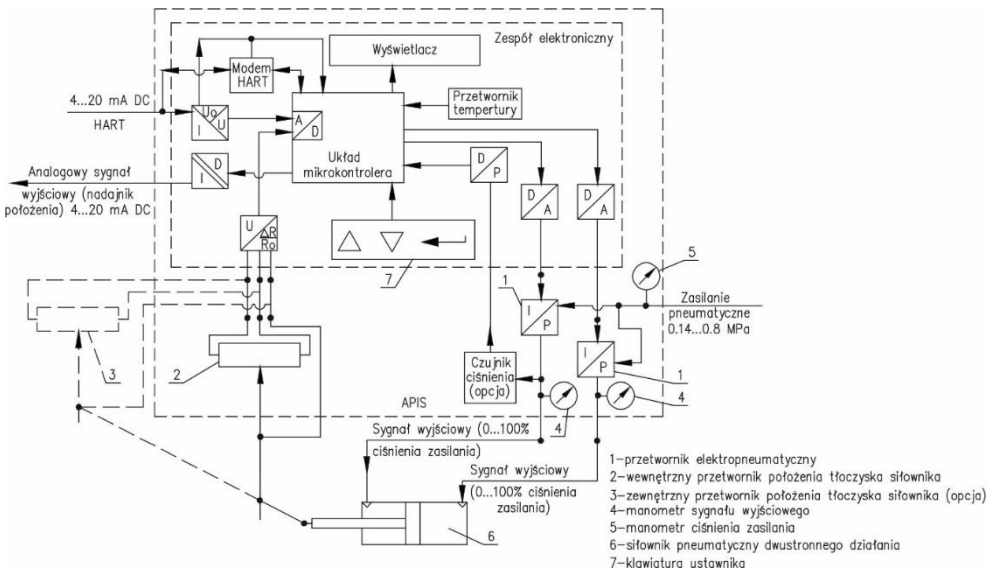 Zespół elektroniczny
Wyświetlacz
Modem
HART
4...20 mA DC
HART
Uo
U
I
A
D
Przetwornik
tempertury
Układ
mikrokontrolera
D
I
D
P
D
A
D
A
Analogowy sygnał
wyjściowy (nadajnik
położenia) 4...20 mA DC
U
ΔR
Ro
7
5
Zasilanie
pneumatyczne
0.14...0.8 MPa
1
I
P
I
P
1
3
2
Czujnik
ciśnienia
(opcja)
4
4
APIS
Sygnał wyjściowy (0...100%
ciśnienia zasilania)
Sygnał wyjściowy
(0...100% ciśnienia
zasilania)
6
1-przetwornik elektropneumatyczny
2-wewnętrzny przetwornik położenia tłoczyska siłownika
3-zewnętrzny przetwornik położenia tłoczyska siłownika (opcja)
4-manometr sygnału wyjściowego
5-manometr ciśnienia zasilania
6-siłownik pneumatyczny dwustronnego działania
7-klawiatura ustawnika